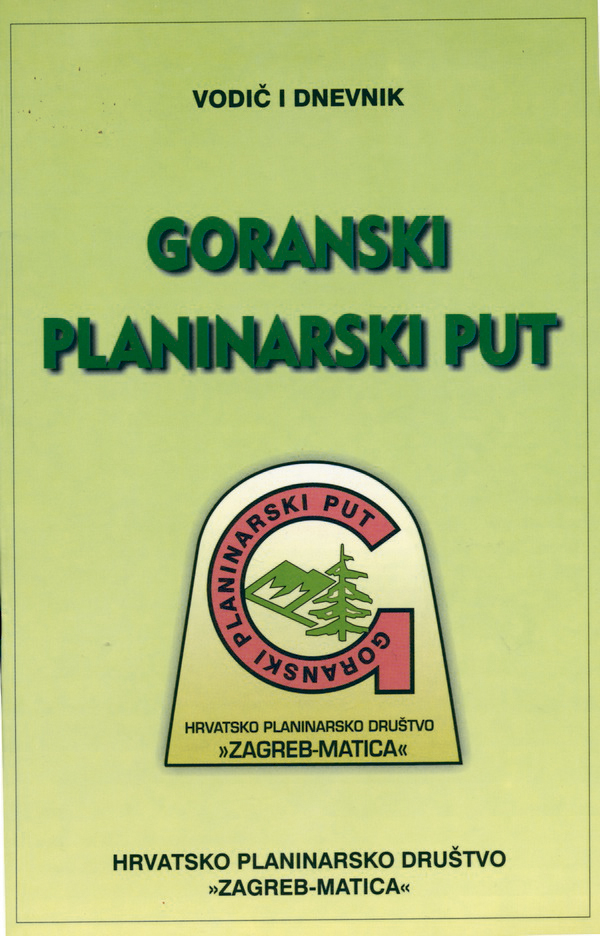 VODIČ I DNEVNIK
GORANSKI
PLANINARSKI PUT
GORANSKI PLANINARSKI PUT
HRVATSKO PLANINARSKO DRUŠTVO
»ZAGREB-MATICA«
HRVATSKO PLANINARSKO DRUŠTVO
»ZAGREB-MATICA«